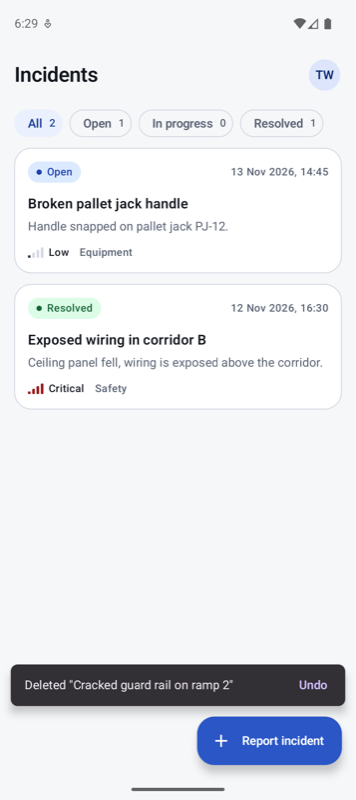 6:29
Incidents
TW
All 2
Open 1
In progress 0
Resolved 1
Open
13 Nov 2026, 14:45
Broken pallet jack handle
Handle snapped on pallet jack PJ-12.
Low Equipment
Resolved
12 Nov 2026, 16:30
Exposed wiring in corridor B
Ceiling panel fell, wiring is exposed above the corridor.
Critical Safety
Deleted "Cracked guard rail on ramp 2"
Undo
Report incident